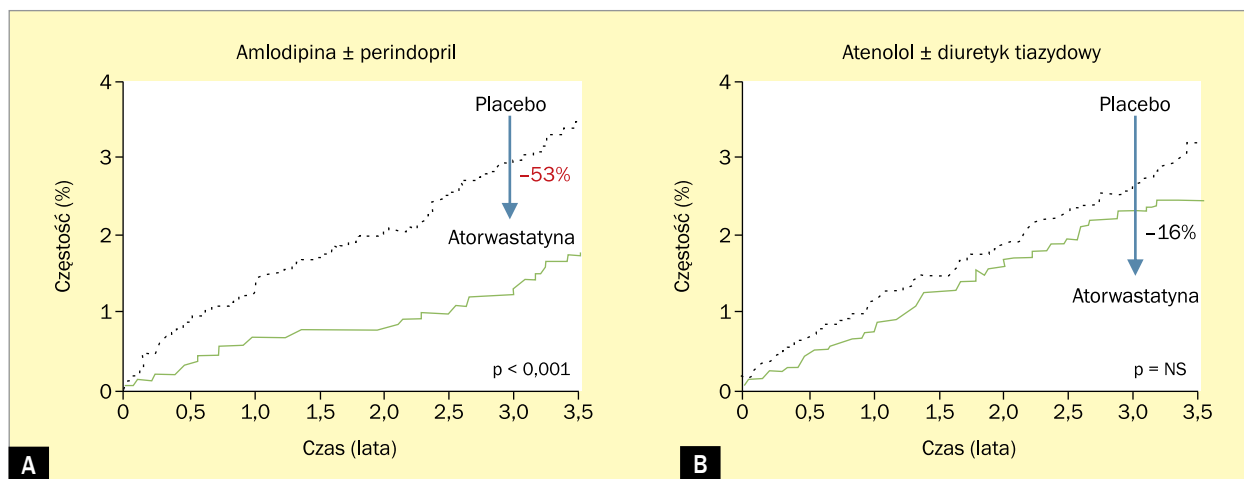 Amlodipina ± perindopril
4
3
2
1
0
Częstość (%)
Placebo
–53%
Atorwastatyna
p < 0,001
0 0,5 1,0 1,5 2,0 2,5 3,0 3,5
Czas (lata)
A
Atenolol ± diuretyk tiazydowy
4
3
2
1
0
Częstość (%)
Placebo
–16%
Atorwastatyna
p = NS
0 0,5 1,0 1,5 2,0 2,5 3,0 3,5
Czas (lata)
B